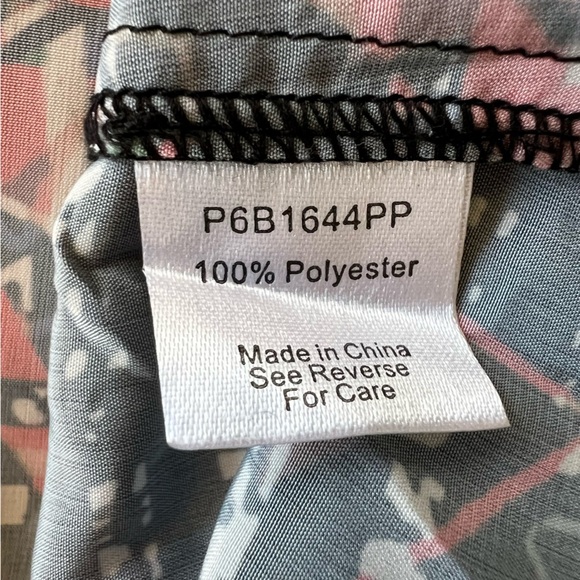 P6B1644PP
100% Polyester
Made in China
See Reverse
For Care